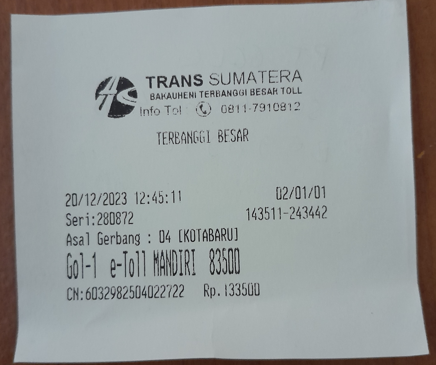 TRANS SUMATERA
BAKAUHENI TERBANGGI BESAR TOLL
Info Tol : 0811-7910812
TERBANGGI BESAR
20/12/2023 12:45:11 02/01/01
Seri:280872 143511-243442
Asal Gerbang : 04 [KOTABARU]
Gol-1 e-Toll MANDIRI 83500
CN:6032982504022722 Rp.133500